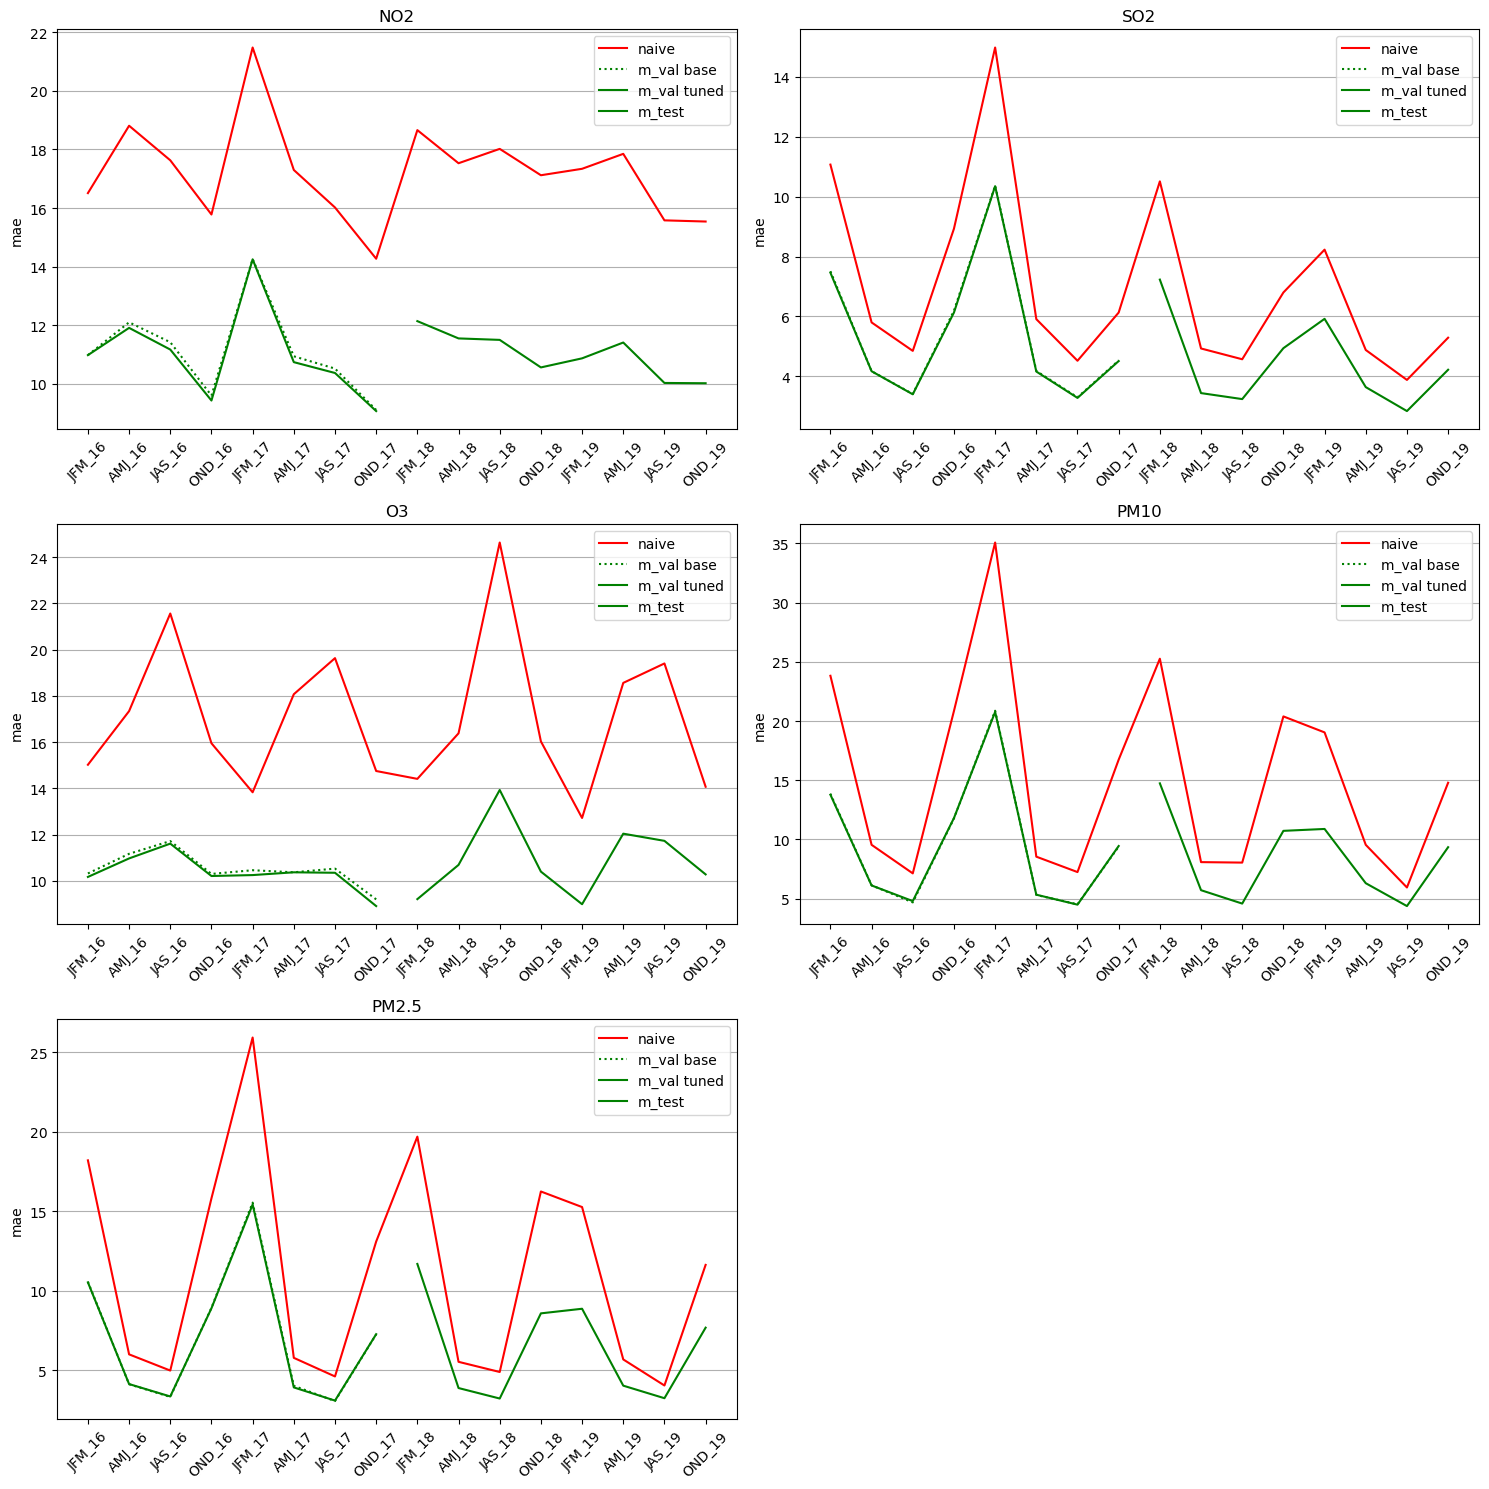 NO2
mae
22
20
18
16
14
12
10
naive
m_val base
m_val tuned
m_test
JFM_16 AMJ_16 JAS_16 OND_16 JFM_17 AMJ_17 JAS_17 OND_17 JFM_18 AMJ_18 JAS_18 OND_18 JFM_19 AMJ_19 JAS_19 OND_19
SO2
mae
14
12
10
8
6
4
naive
m_val base
m_val tuned
m_test
JFM_16 AMJ_16 JAS_16 OND_16 JFM_17 AMJ_17 JAS_17 OND_17 JFM_18 AMJ_18 JAS_18 OND_18 JFM_19 AMJ_19 JAS_19 OND_19
O3
mae
24
22
20
18
16
14
12
10
naive
m_val base
m_val tuned
m_test
JFM_16 AMJ_16 JAS_16 OND_16 JFM_17 AMJ_17 JAS_17 OND_17 JFM_18 AMJ_18 JAS_18 OND_18 JFM_19 AMJ_19 JAS_19 OND_19
PM10
mae
35
30
25
20
15
10
5
naive
m_val base
m_val tuned
m_test
JFM_16 AMJ_16 JAS_16 OND_16 JFM_17 AMJ_17 JAS_17 OND_17 JFM_18 AMJ_18 JAS_18 OND_18 JFM_19 AMJ_19 JAS_19 OND_19
PM2.5
mae
25
20
15
10
5
naive
m_val base
m_val tuned
m_test
JFM_16 AMJ_16 JAS_16 OND_16 JFM_17 AMJ_17 JAS_17 OND_17 JFM_18 AMJ_18 JAS_18 OND_18 JFM_19 AMJ_19 JAS_19 OND_19